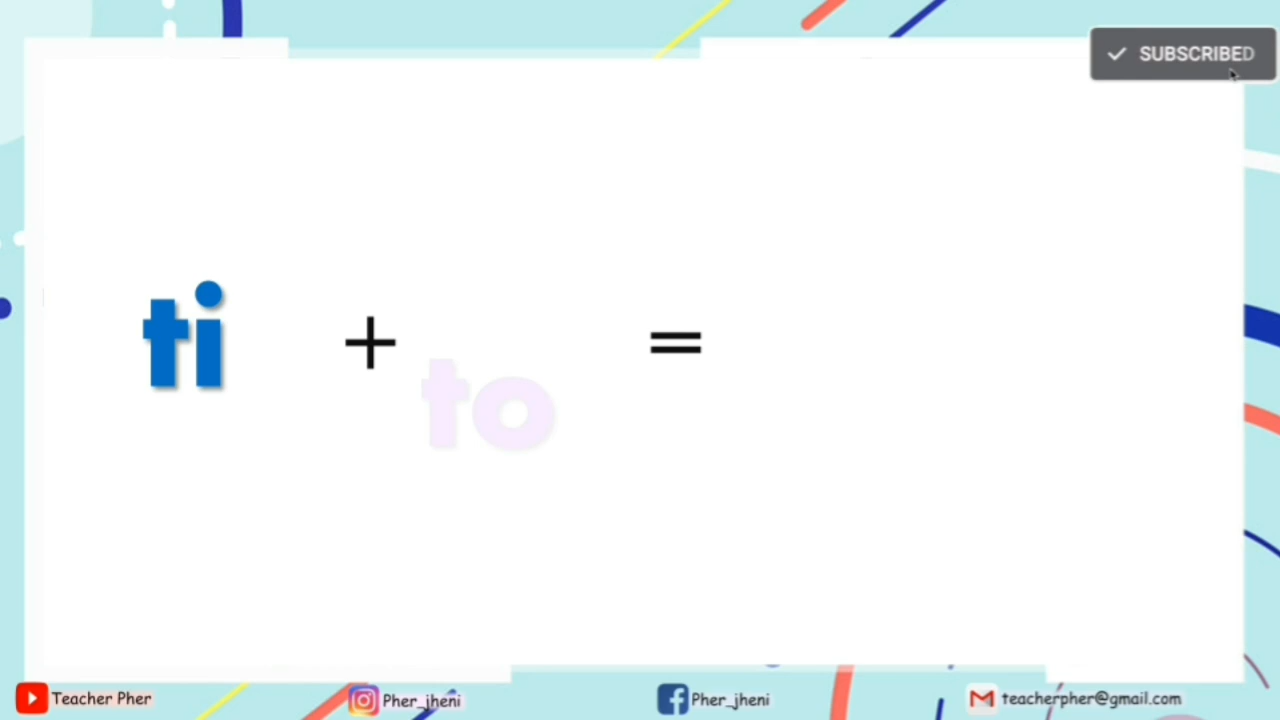 SUBSCRIBED
ti + to =
Teacher Pher Pher_jheni Pher_jheni teacherpher@gmail.com